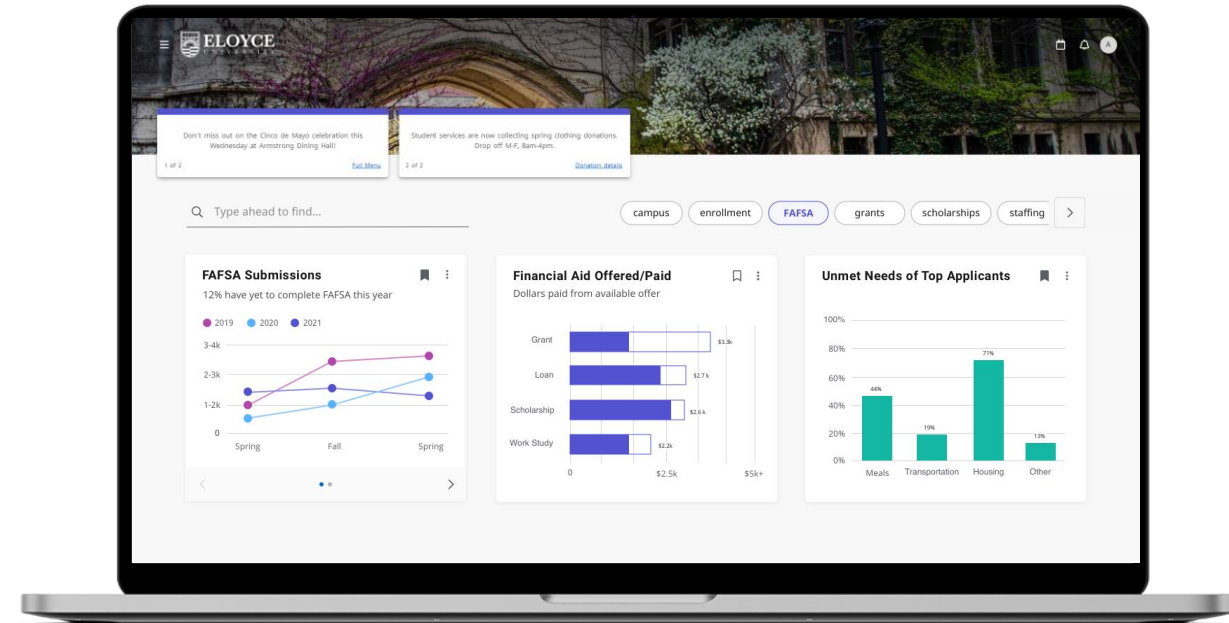 ELOYCE
UNIVERSITY
A
Don't miss out on the Cinco de Mayo celebration this
Wednesday at Armstrong Dining Hall!
1 of 2
Full Menu
Student services are now collecting spring clothing donations.
Drop off M-F, 8am-4pm.
2 of 2
Donation details
Type ahead to find...
campus
enrollment
FAFSA
grants
scholarships
staffing
FAFSA Submissions
12% have yet to complete FAFSA this year
2019
2020
2021
3-4k
2-3k
1-2k
0
Spring
Fall
Spring
Financial Aid Offered/Paid
Dollars paid from available offer
Grant
$3.3k
Loan
$2.7 k
Scholarship
$2.6 k
Work Study
$2.2k
0
$2.5k
$5k+
Unmet Needs of Top Applicants
100%
80%
60%
40%
20%
0%
44%
19%
71%
13%
Meals
Transportation
Housing
Other